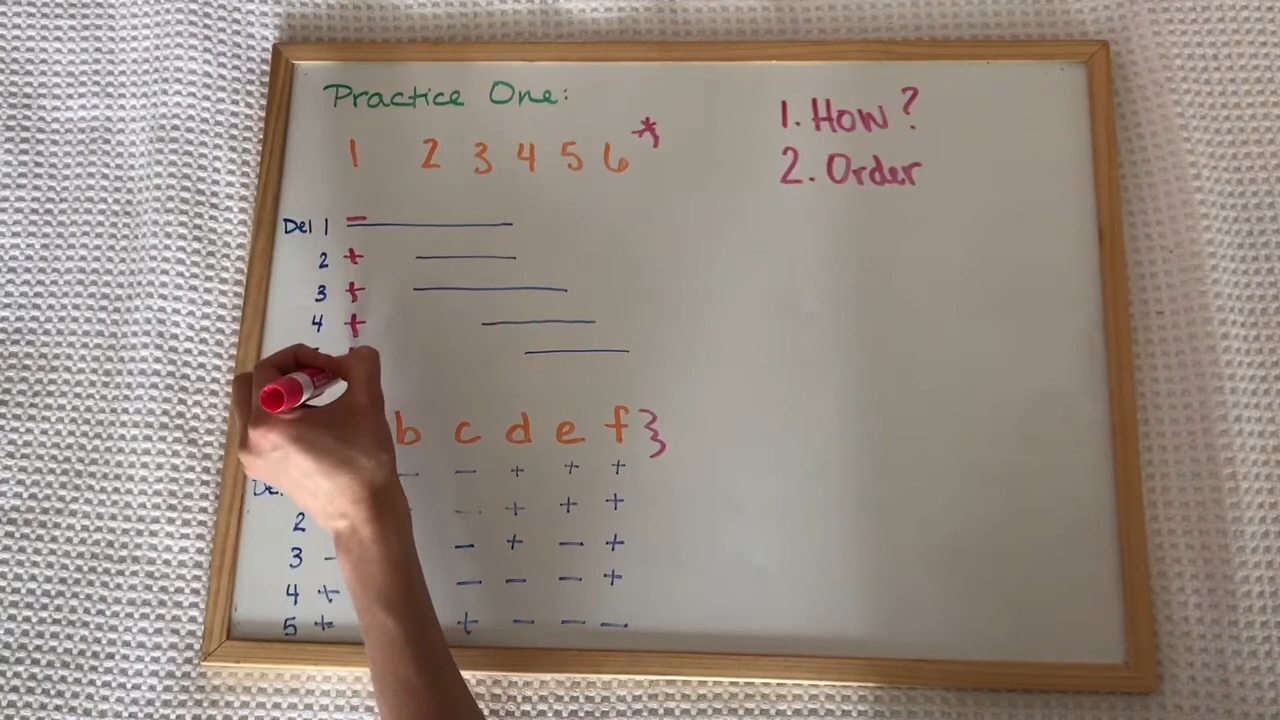 Practice One:
1. How?
2. Order
1 2 3 4 5 6 *
Del 1 −
2 +
3 +
4 +
b c d e f }
− − + + +
− + + +
2
3 − − + − +
4 + − − − +
5 + + − − −